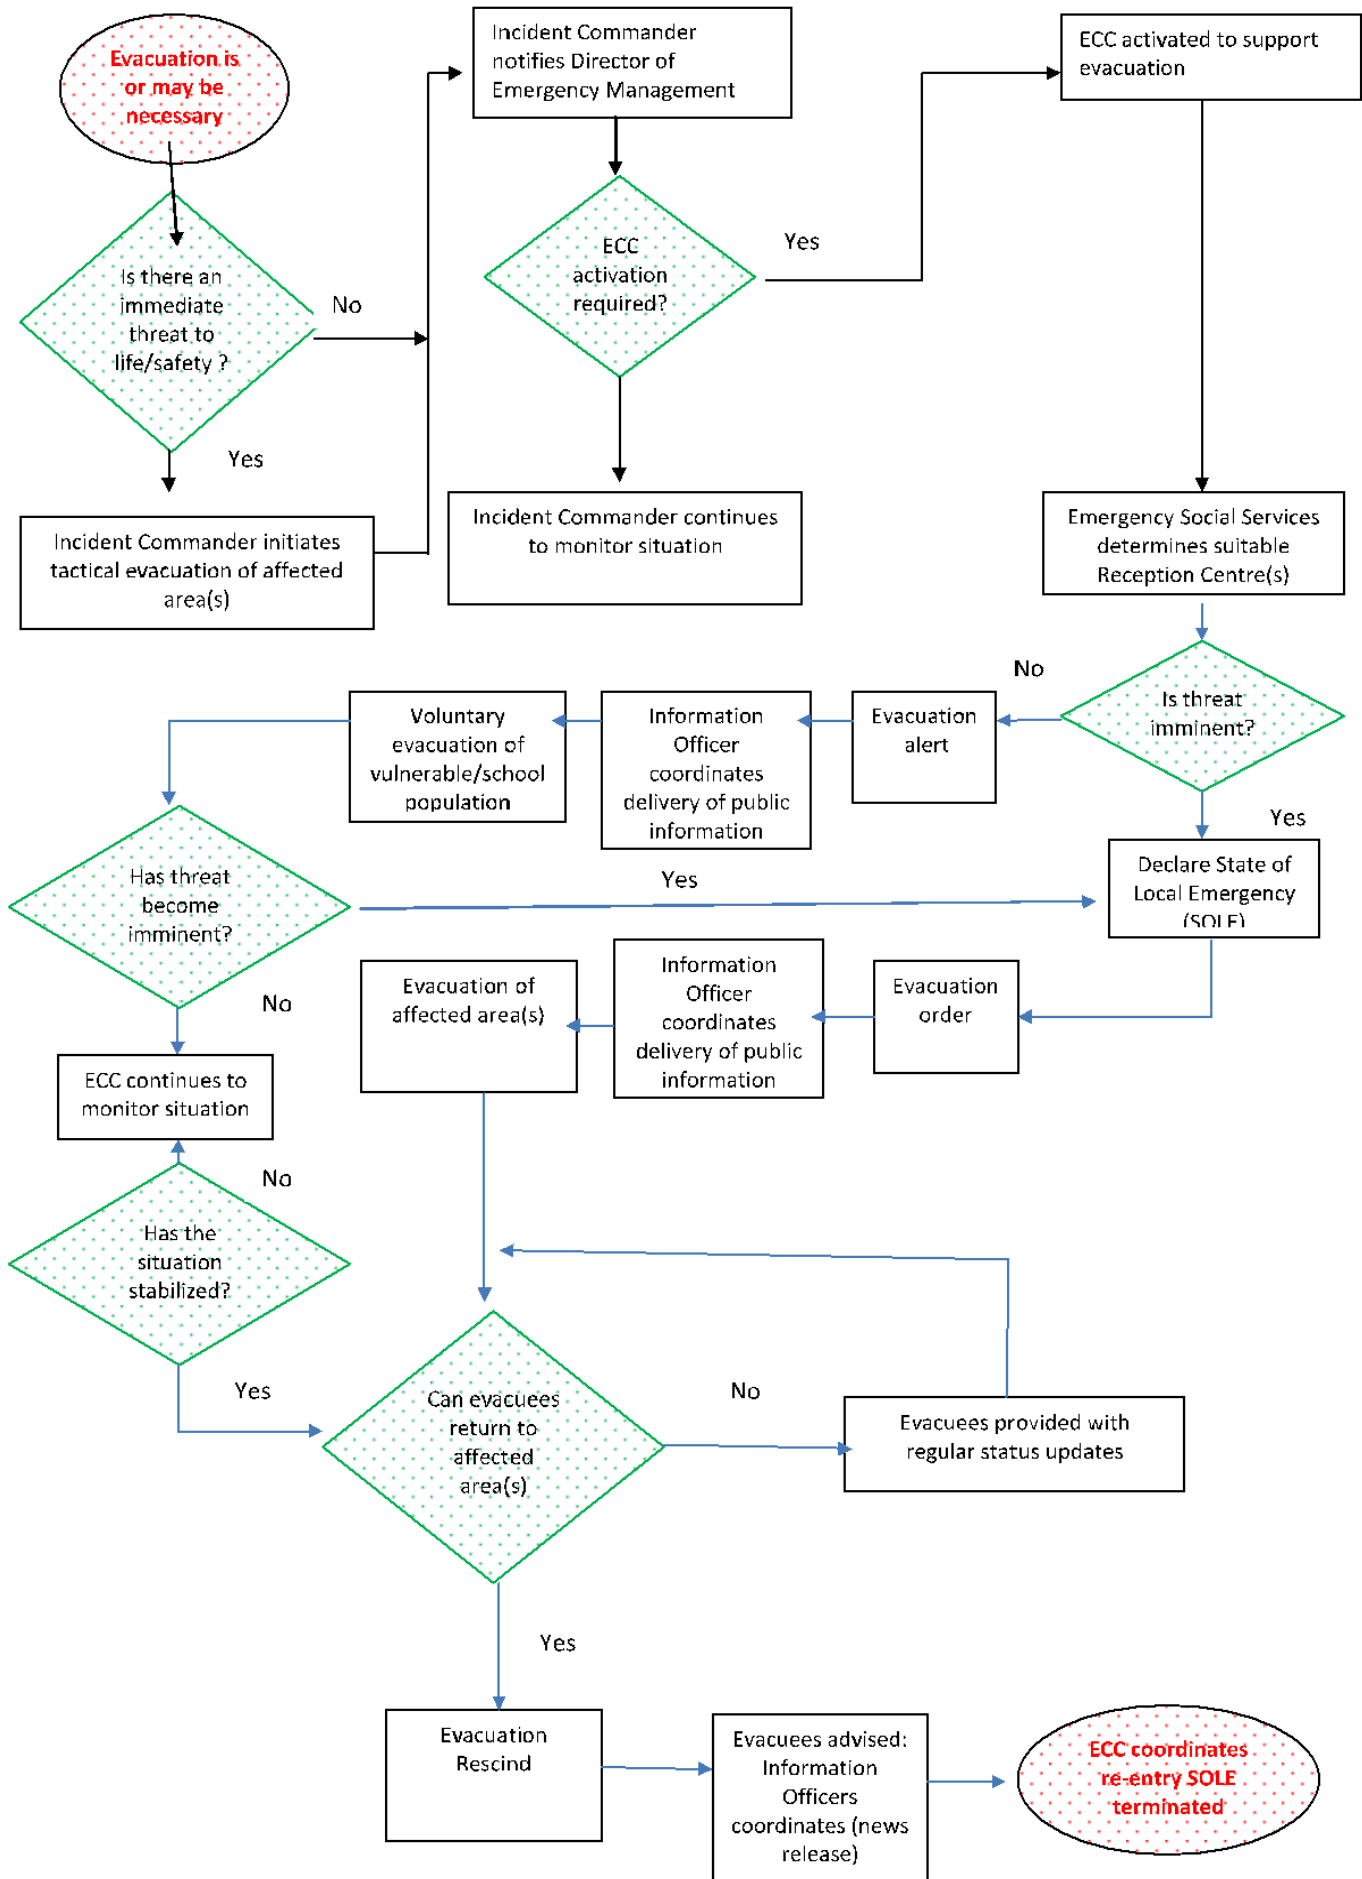 Evacuation is
or may be
necessary
Incident Commander
notifies Director of
Emergency Management
ECC activated to support
evacuation
Is there an
immediate
threat to
life/safety ?
No
Yes
ECC
activation
required?
Yes
Incident Commander initiates
tactical evacuation of affected
area(s)
Incident Commander continues
to monitor situation
Emergency Social Services
determines suitable
Reception Centre(s)
Is threat
imminent?
No
Yes
Evacuation
alert
Information
Officer
coordinates
delivery of public
information
Voluntary
evacuation of
vulnerable/school
population
Has threat
become
imminent?
Yes
No
Declare State of
Local Emergency
(SOLE)
Evacuation
order
Information
Officer
coordinates
delivery of public
information
Evacuation of
affected area(s)
ECC continues to
monitor situation
No
Has the
situation
stabilized?
Yes
Can evacuees
return to
affected
area(s)
No
Evacuees provided with
regular status updates
Yes
Evacuation
Rescind
Evacuees advised:
Information
Officers
coordinates (news
release)
ECC coordinates
re-entry SOLE
terminated